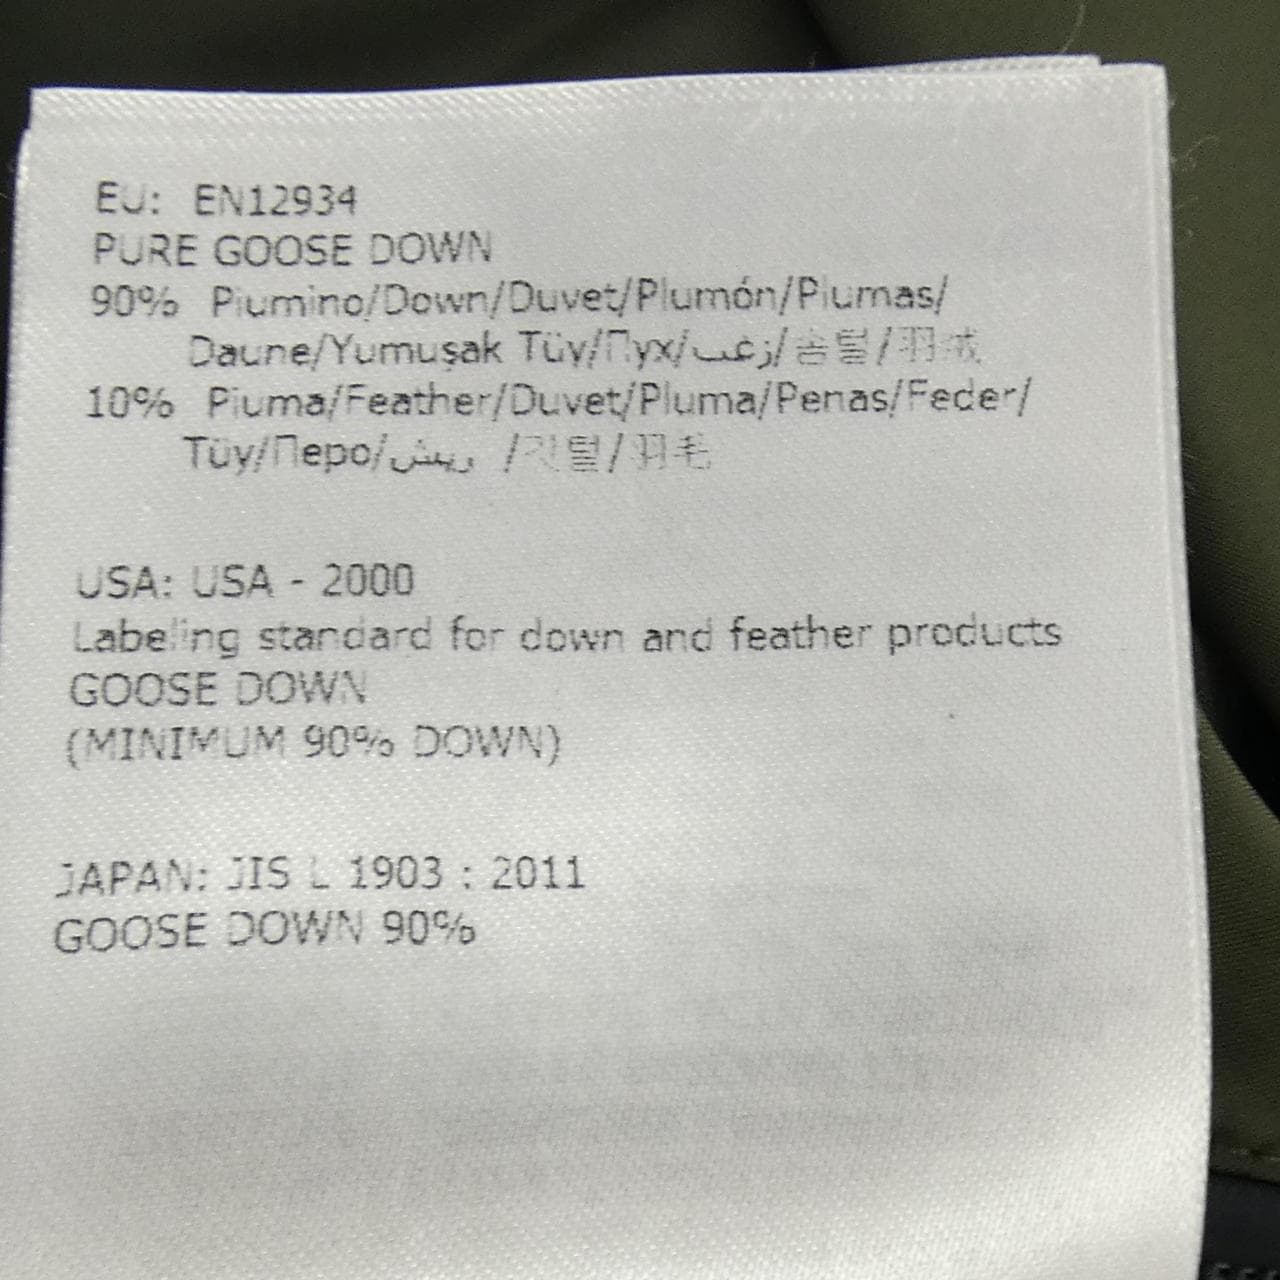 EU: EN12934
PURE GOOSE DOWN
90% Piumino/Down/Duvet/Plumón/Plumas/
Daune/Yumuşak Tüy/Пух/زغب/솜털/羽绒
10% Piuma/Feather/Duvet/Pluma/Penas/Feder/
Tüy/Перо/ريش /깃털/羽毛
USA: USA - 2000
Labeling standard for down and feather products
GOOSE DOWN
(MINIMUM 90% DOWN)
JAPAN: JIS L 1903 : 2011
GOOSE DOWN 90%